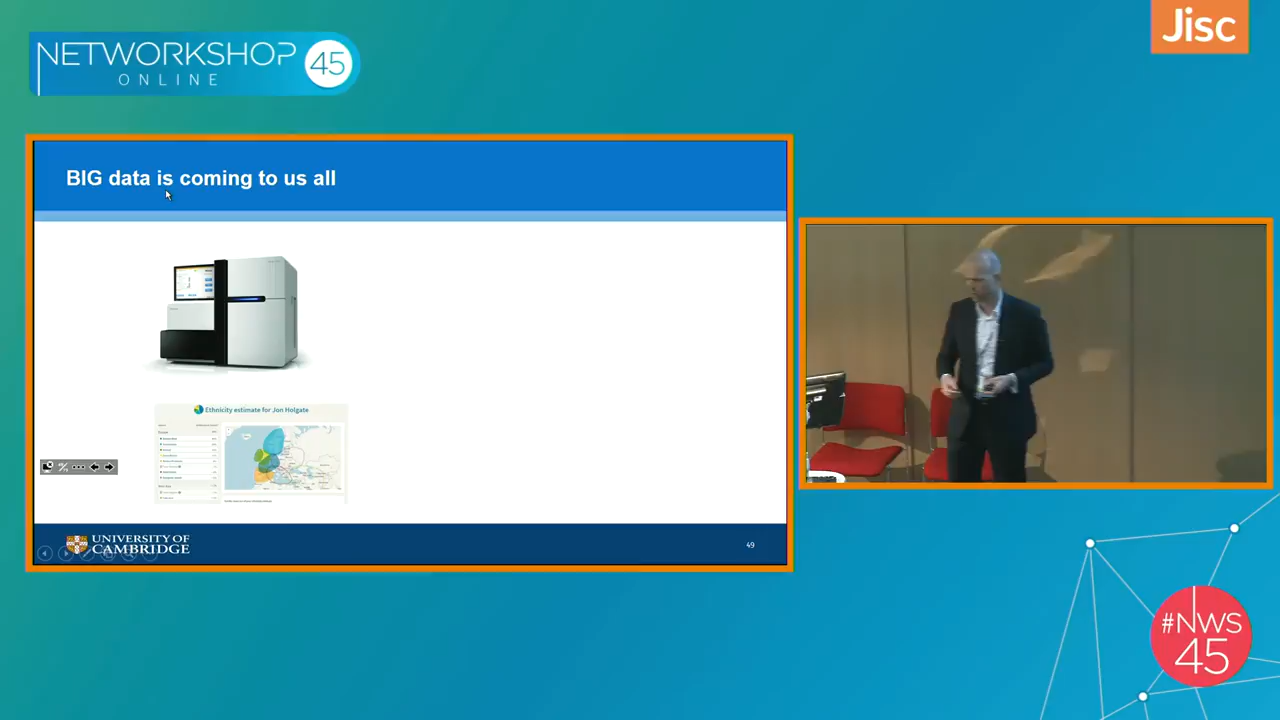 NETWORKSHOP
ONLINE
45
Jisc
BIG data is coming to us all
Ethnicity estimate for Jon Holgate
UNIVERSITY OF
CAMBRIDGE
49
#NWS
45